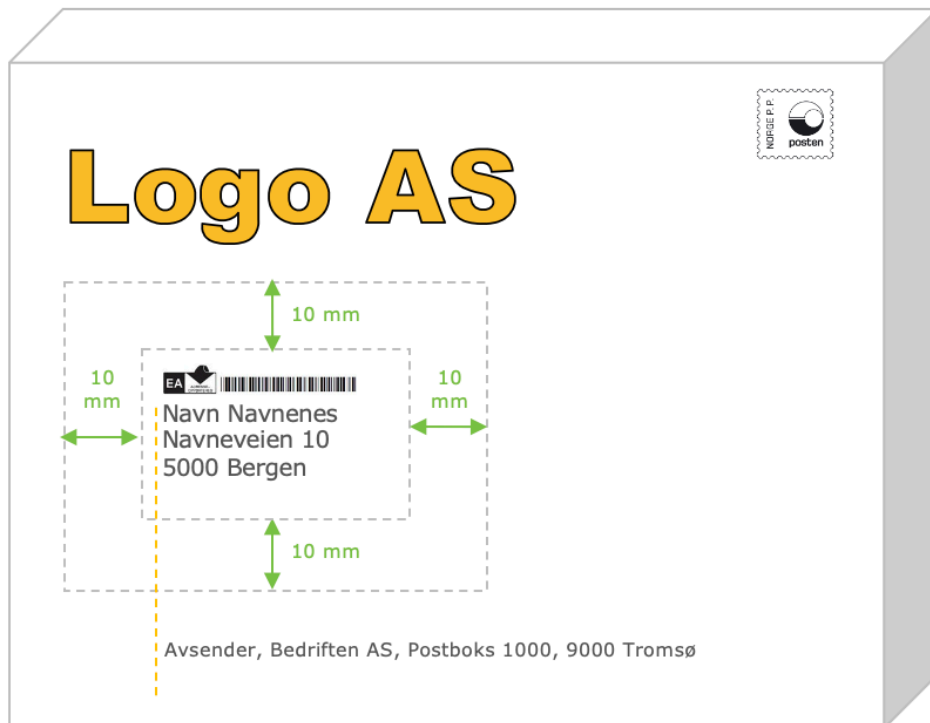 NORGE P. P.
posten
Logo AS
10 mm
EA
10
mm
10
mm
Navn Navnenes
Navneveien 10
5000 Bergen
10 mm
Avsender, Bedriften AS, Postboks 1000, 9000 Tromsø